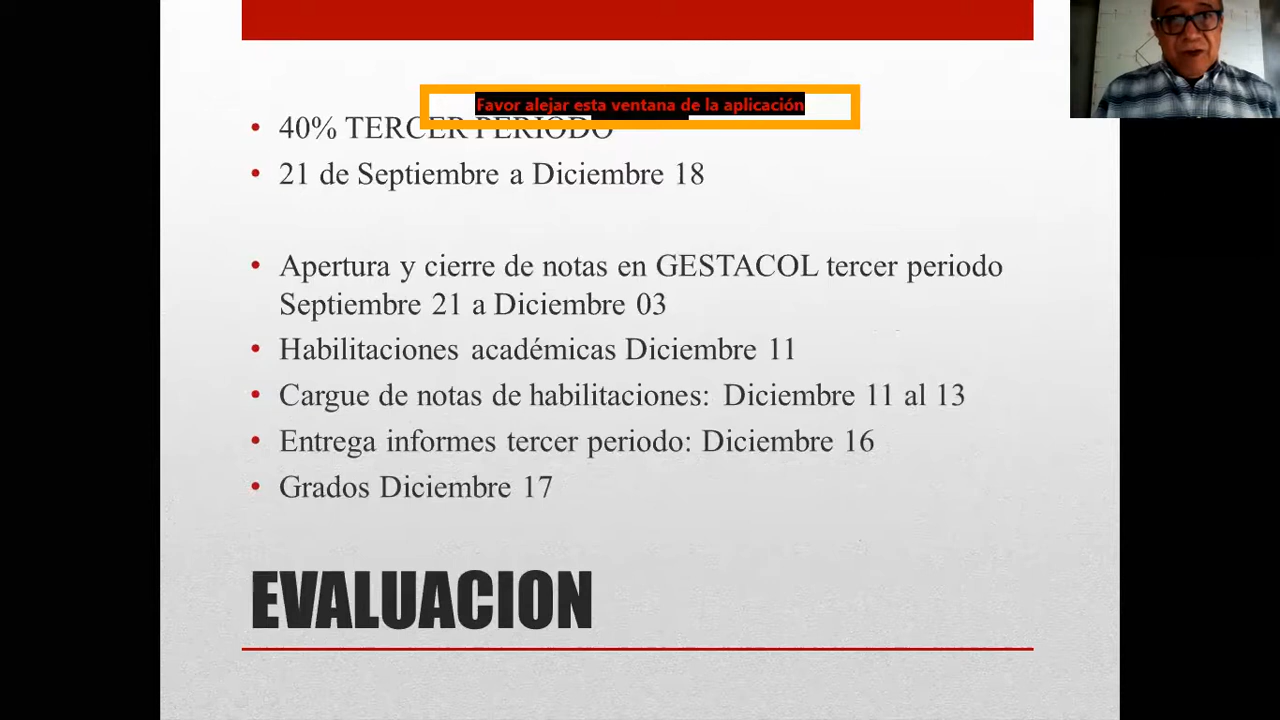 Favor alejar esta ventana de la aplicación
• 40% TERCER PERIODO
• 21 de Septiembre a Diciembre 18
• Apertura y cierre de notas en GESTACOL tercer periodo
Septiembre 21 a Diciembre 03
• Habilitaciones académicas Diciembre 11
• Cargue de notas de habilitaciones: Diciembre 11 al 13
• Entrega informes tercer periodo: Diciembre 16
• Grados Diciembre 17
EVALUACION